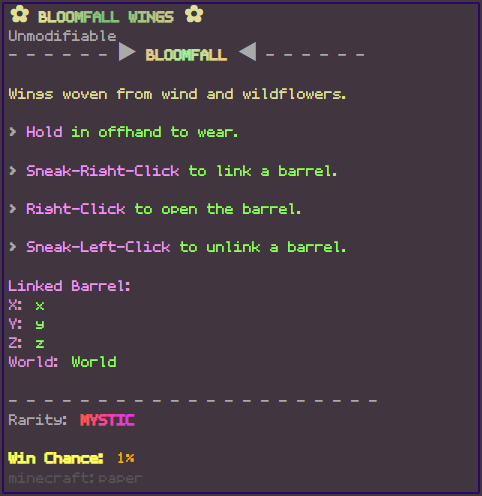 ✿ BLOOMFALL WINGS ✿
Unmodifiable
- - - - - - ▶ BLOOMFALL ◀ - - - - - -
Wings woven from wind and wildflowers.
> Hold in offhand to wear.
> Sneak-Right-Click to link a barrel.
> Right-Click to open the barrel.
> Sneak-Left-Click to unlink a barrel.
Linked Barrel:
X: x
Y: y
Z: z
World: World
- - - - - - - - - - - - - - - - - - - - - -
Rarity: MYSTIC
Win Chance: 1%
minecraft:paper